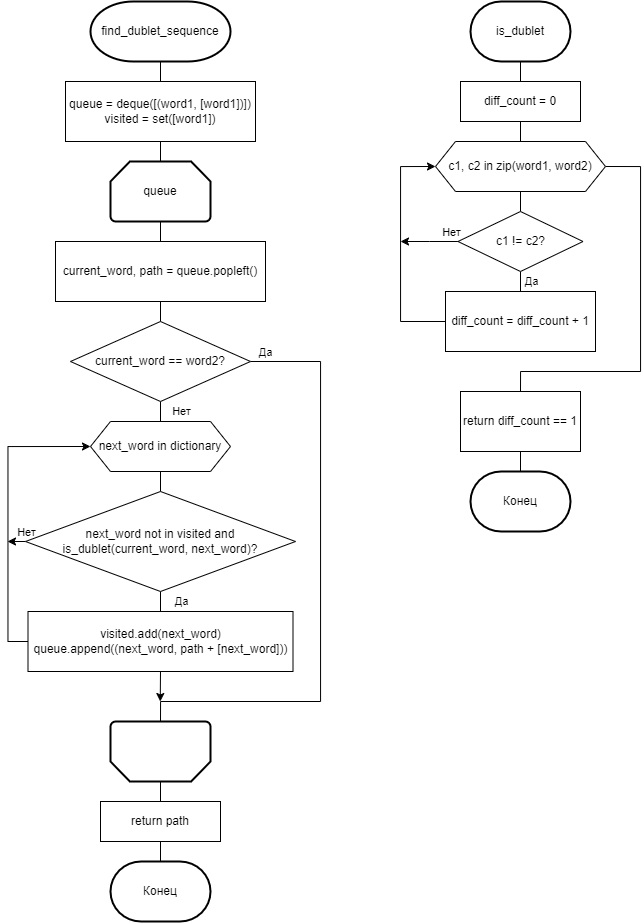 find_dublet_sequence
queue = deque([(word1, [word1])])
visited = set([word1])
queue
current_word, path = queue.popleft()
current_word == word2?
Да
Нет
next_word in dictionary
next_word not in visited and
is_dublet(current_word, next_word)?
Нет
Да
visited.add(next_word)
queue.append((next_word, path + [next_word]))
return path
Конец
is_dublet
diff_count = 0
c1, c2 in zip(word1, word2)
Нет
c1 != c2?
Да
diff_count = diff_count + 1
return diff_count == 1
Конец